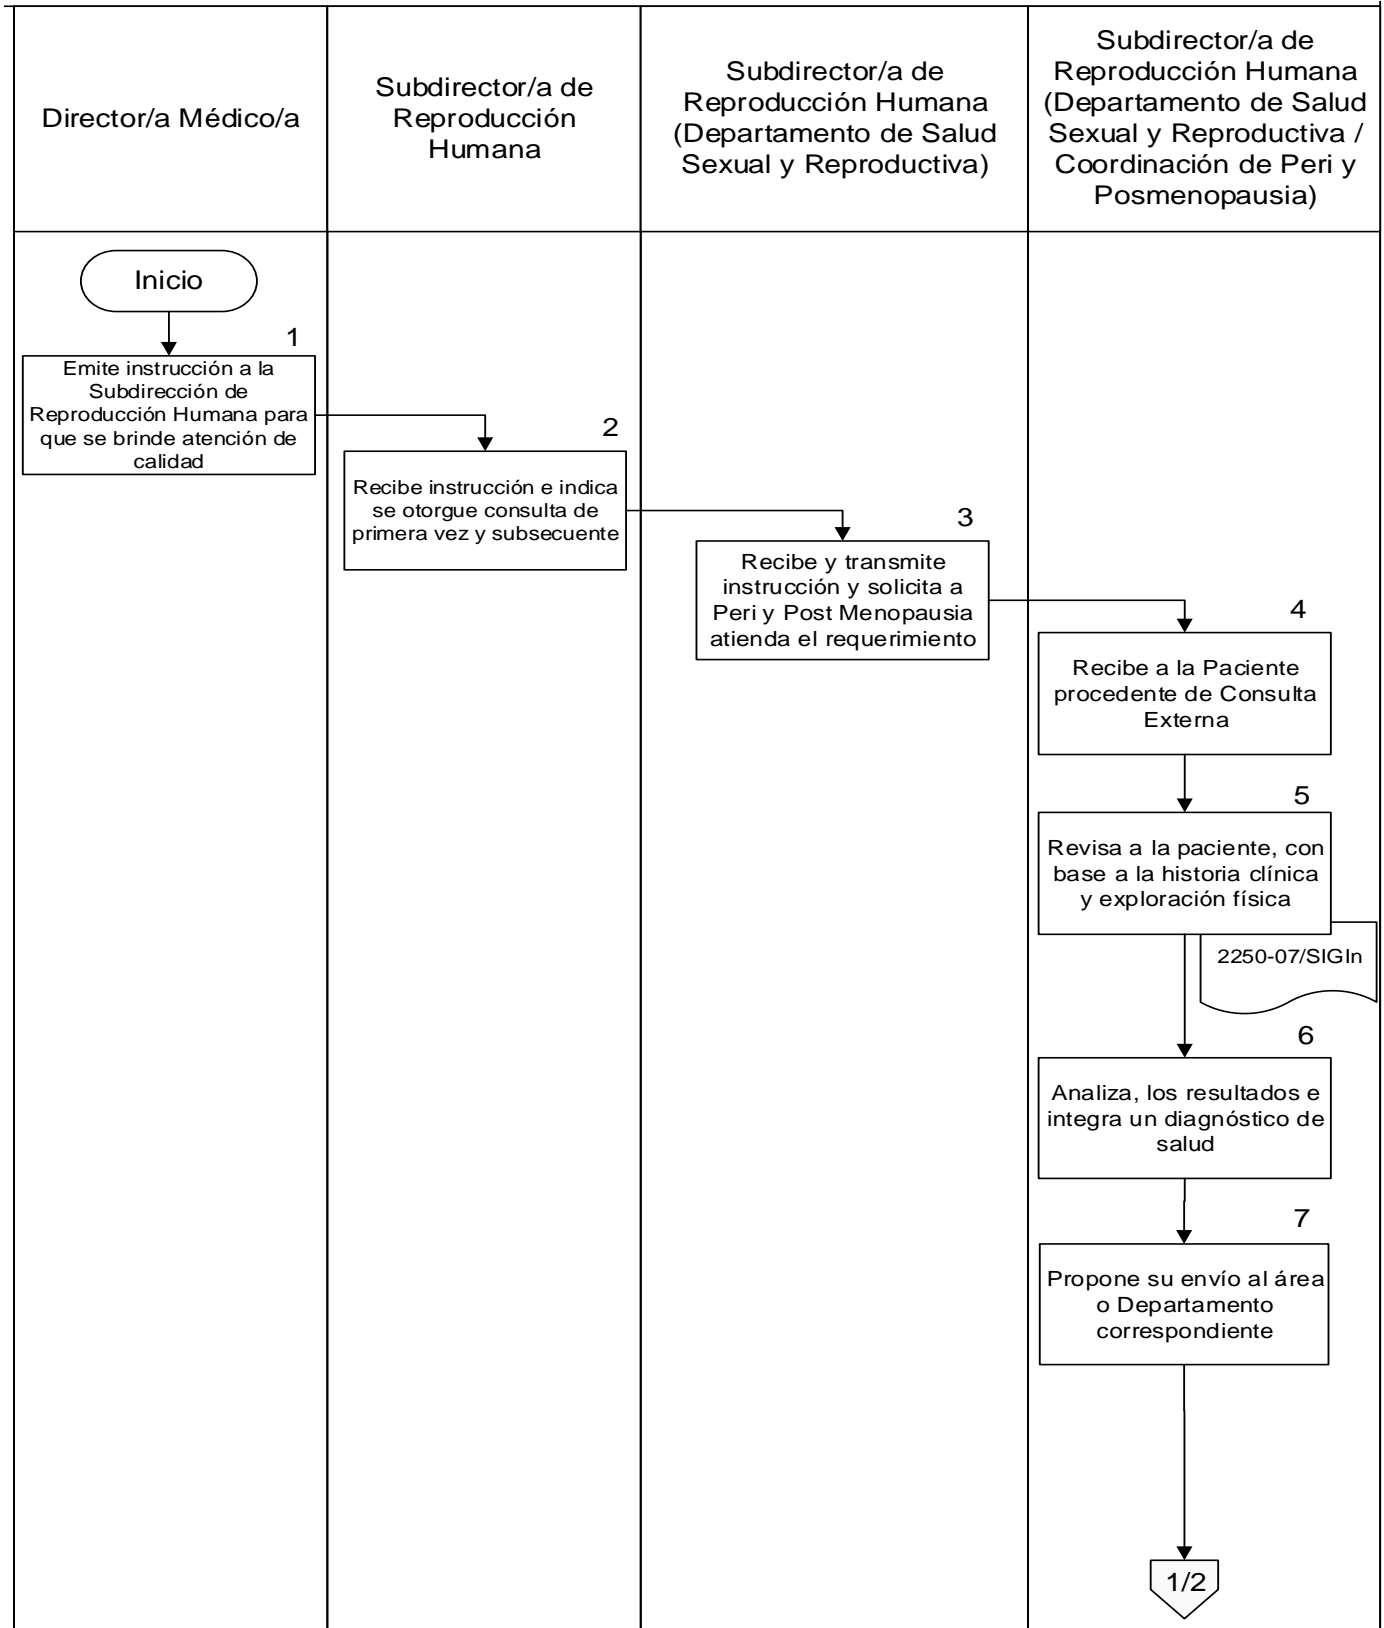 Director/a Médico/a
Subdirector/a de
Reproducción
Humana
Subdirector/a de
Reproducción Humana
(Departamento de Salud
Sexual y Reproductiva)
Subdirector/a de
Reproducción Humana
(Departamento de Salud
Sexual y Reproductiva /
Coordinación de Peri y
Posmenopausia)
Inicio
1
Emite instrucción a la
Subdirección de
Reproducción Humana para
que se brinde atención de
calidad
2
Recibe instrucción e indica
se otorgue consulta de
primera vez y subsecuente
3
Recibe y transmite
instrucción y solicita a
Peri y Post Menopausia
atienda el requerimiento
4
Recibe a la Paciente
procedente de Consulta
Externa
5
Revisa a la paciente, con
base a la historia clínica
y exploración física
2250-07/SIGIn
6
Analiza, los resultados e
integra un diagnóstico de
salud
7
Propone su envío al área
o Departamento
correspondiente
1/2